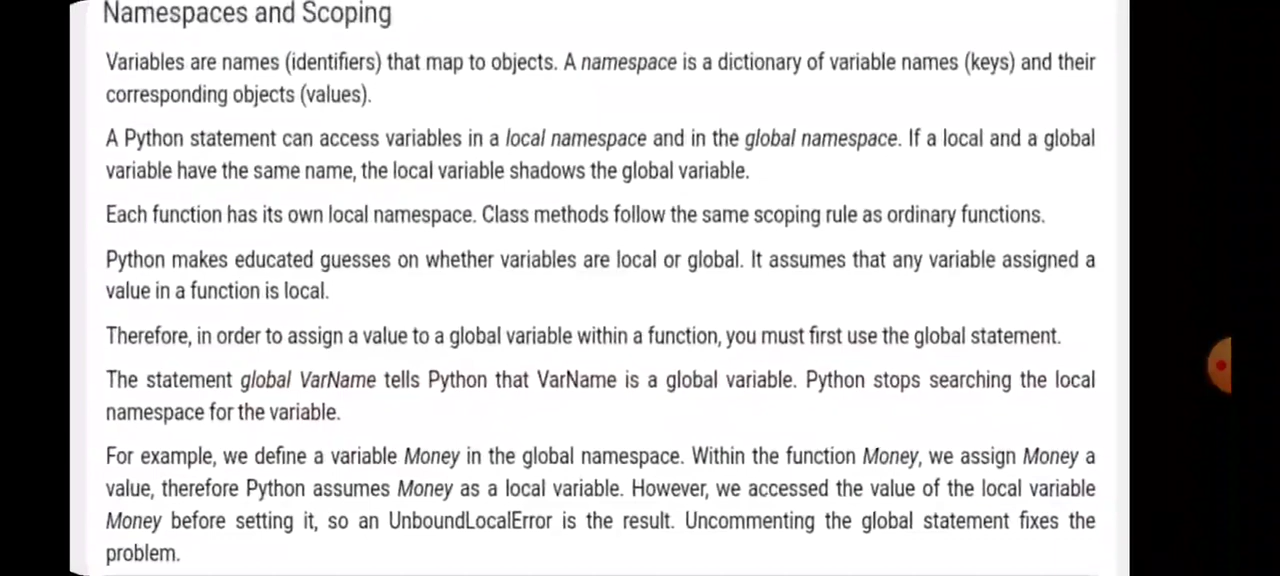 Namespaces and Scoping
Variables are names (identifiers) that map to objects. A namespace is a dictionary of variable names (keys) and their
corresponding objects (values).
A Python statement can access variables in a local namespace and in the global namespace. If a local and a global
variable have the same name, the local variable shadows the global variable.
Each function has its own local namespace. Class methods follow the same scoping rule as ordinary functions.
Python makes educated guesses on whether variables are local or global. It assumes that any variable assigned a
value in a function is local.
Therefore, in order to assign a value to a global variable within a function, you must first use the global statement.
The statement global VarName tells Python that VarName is a global variable. Python stops searching the local
namespace for the variable.
For example, we define a variable Money in the global namespace. Within the function Money, we assign Money a
value, therefore Python assumes Money as a local variable. However, we accessed the value of the local variable
Money before setting it, so an UnboundLocalError is the result. Uncommenting the global statement fixes the
problem.